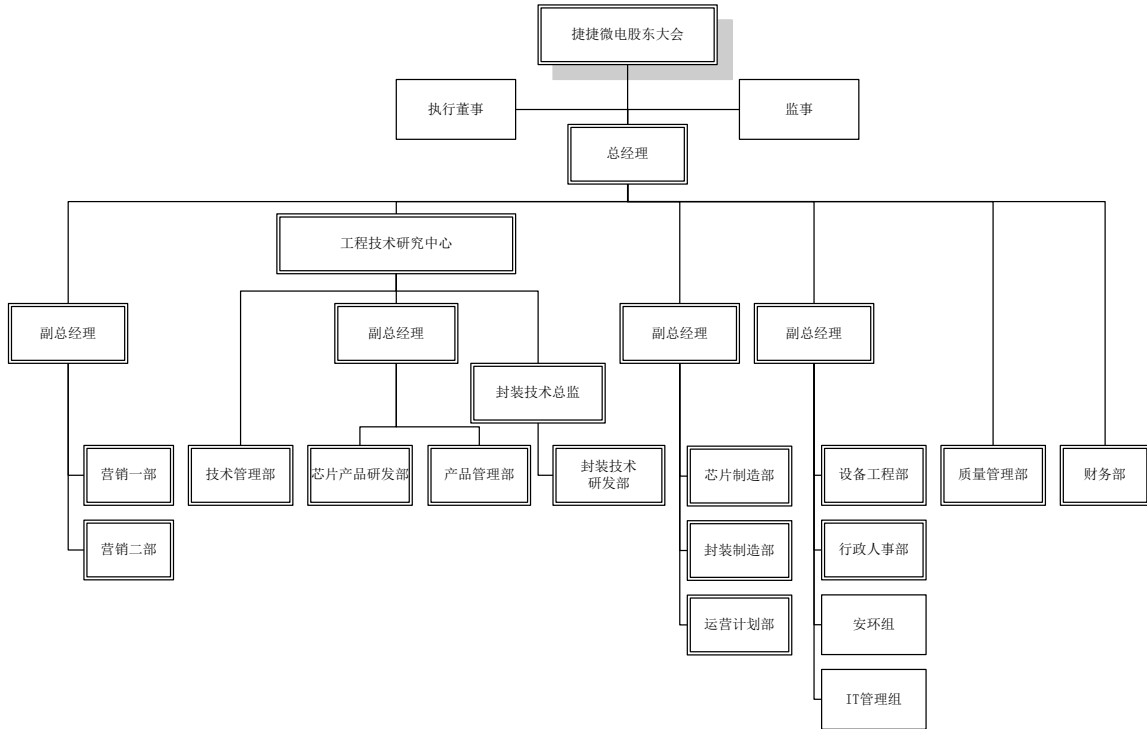 捷捷微电股东大会
执行董事
监事
总经理
工程技术研究中心
副总经理
副总经理
副总经理
副总经理
封装技术总监
营销一部
技术管理部
芯片产品研发部
产品管理部
封装技术
研发部
芯片制造部
设备工程部
质量管理部
财务部
营销二部
封装制造部
行政人事部
运营计划部
安环组
IT管理组